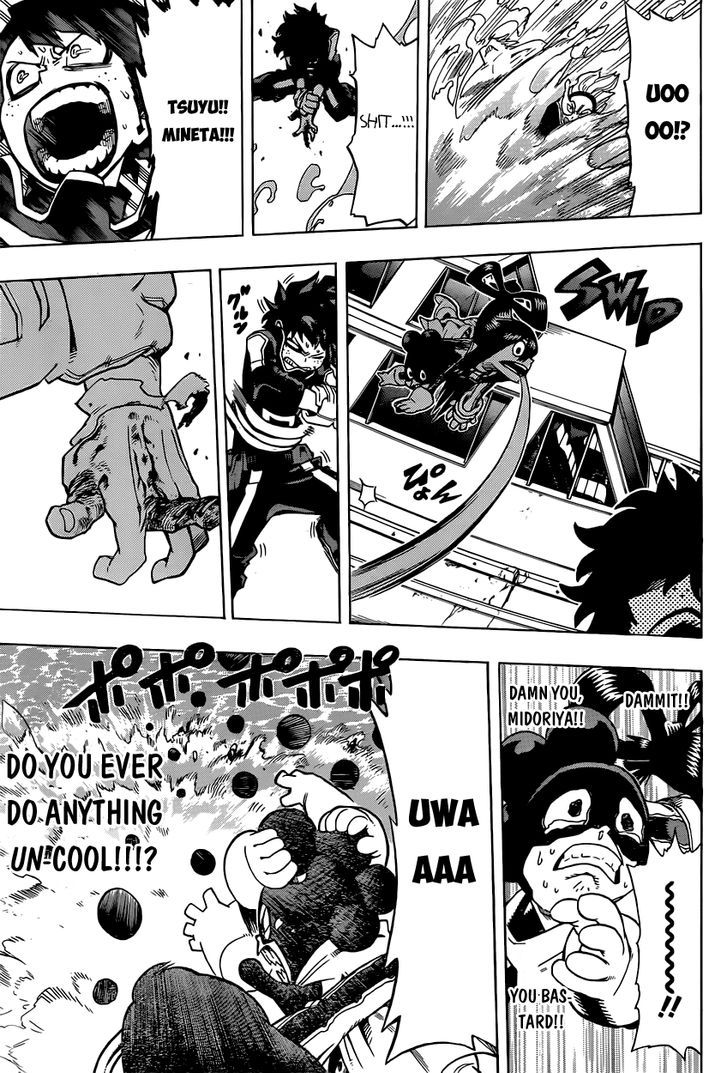 UOO
OO!?
SHIT...!!!
TSUYU!!
MINETA!!!
SWIP
ぴょん
グルン
DAMMIT!!
DAMN YOU,
MIDORIYA!!
!!
YOU BAS-
TARD!!
UWA
AAA
ポポポポポ
DO YOU EVER
DO ANYTHING
UN-COOL!!!?